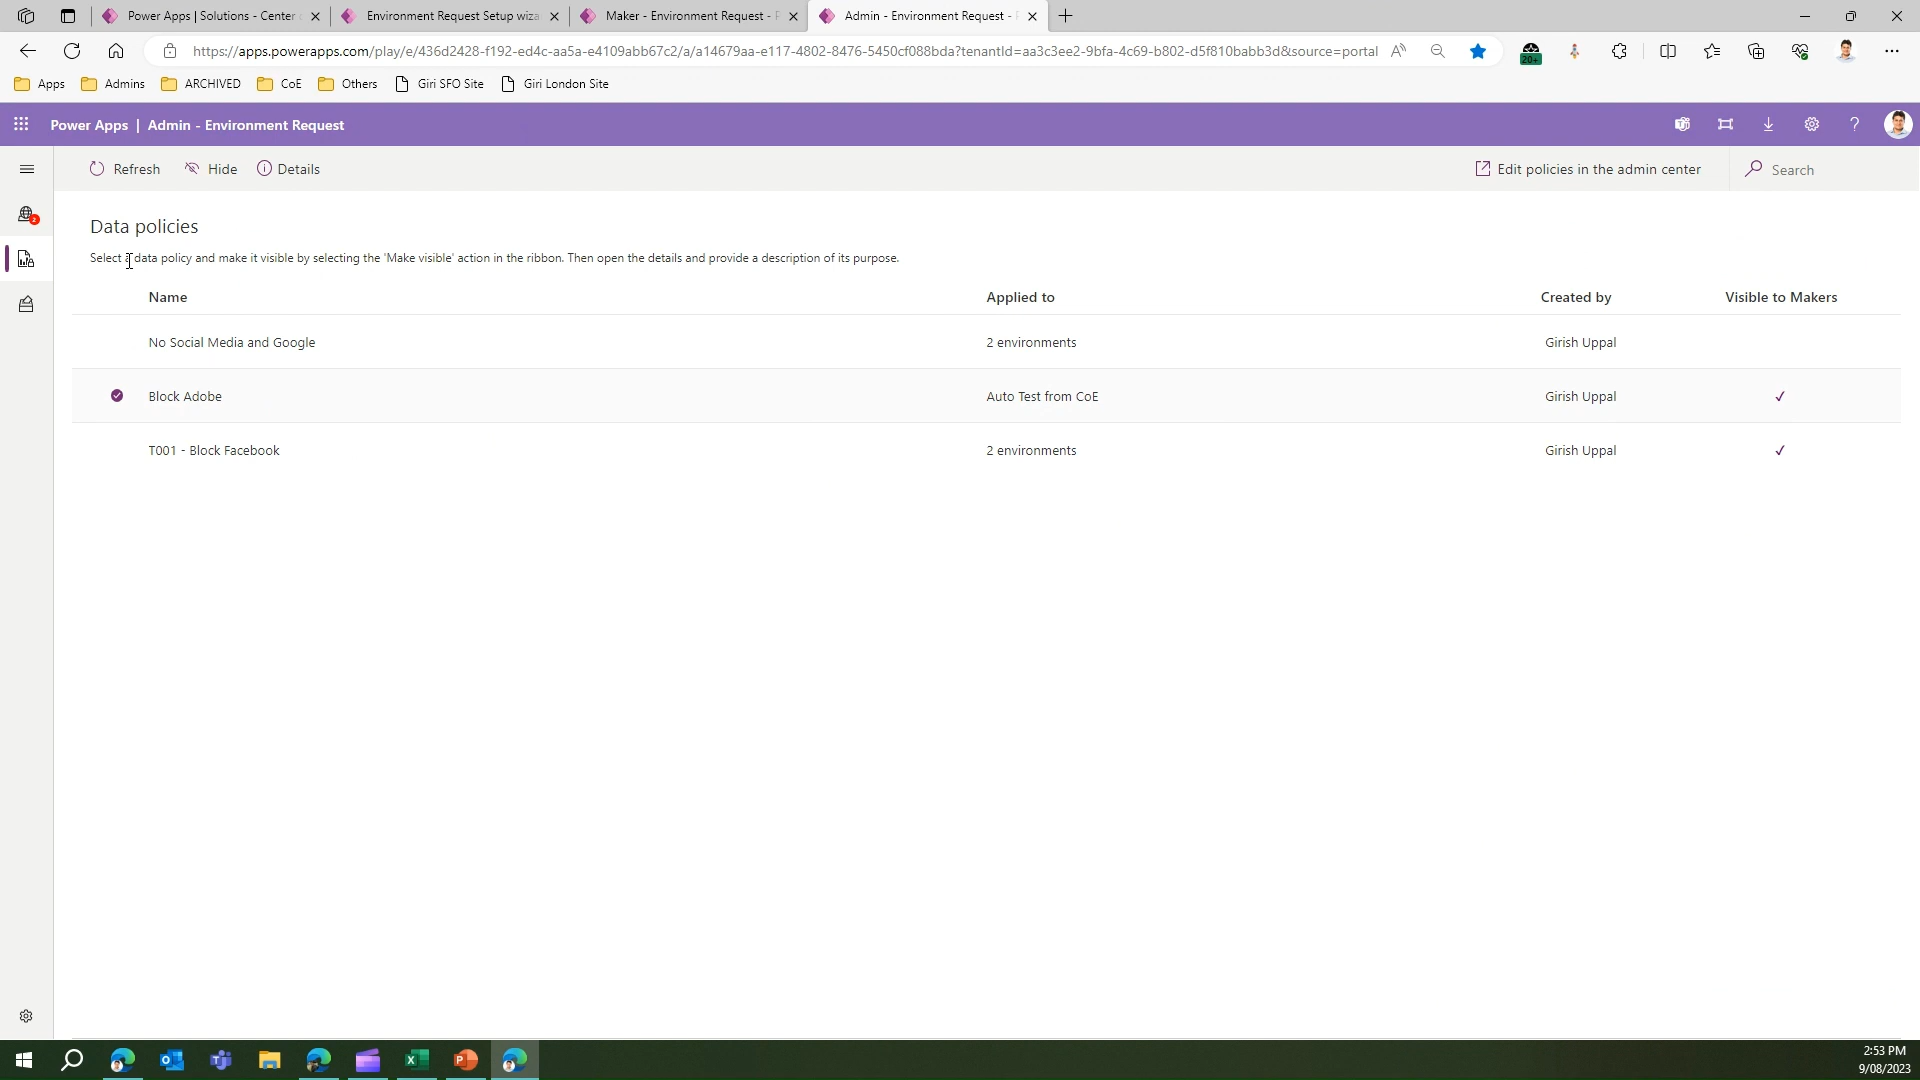 Power Apps | Solutions - Center
Environment Request Setup wiza
Maker - Environment Request -
Admin - Environment Request -
https://apps.powerapps.com/play/e/436d2428-f192-ed4c-aa5a-e4109abb67c2/a/a14679aa-e117-4802-8476-5450cf088bda?tenantId=aa3c3ee2-9bfa-4c69-b802-d5f810babb3d&source=portal
20+
Apps
Admins
ARCHIVED
CoE
Others
Giri SFO Site
Giri London Site
Power Apps | Admin - Environment Request
Refresh
Hide
Details
Edit policies in the admin center
Search
2
Data policies
Select a data policy and make it visible by selecting the 'Make visible' action in the ribbon. Then open the details and provide a description of its purpose.
Name Applied to Created by Visible to Makers
No Social Media and Google 2 environments Girish Uppal
Block Adobe Auto Test from CoE Girish Uppal
T001 - Block Facebook 2 environments Girish Uppal
2:53 PM
9/08/2023